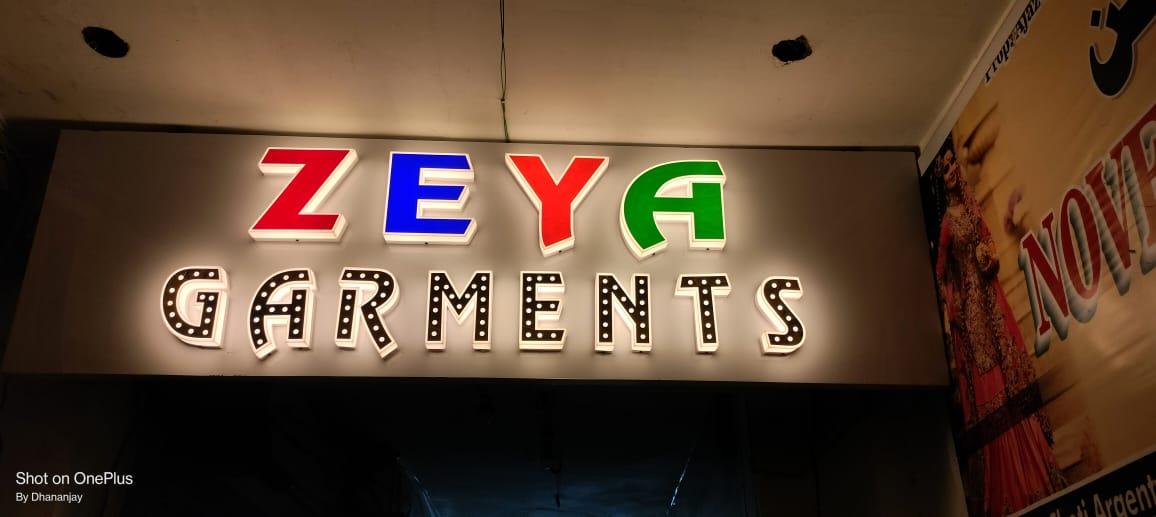 ZEYA
GARMENTS
Shot on OnePlus
By Dhananjay